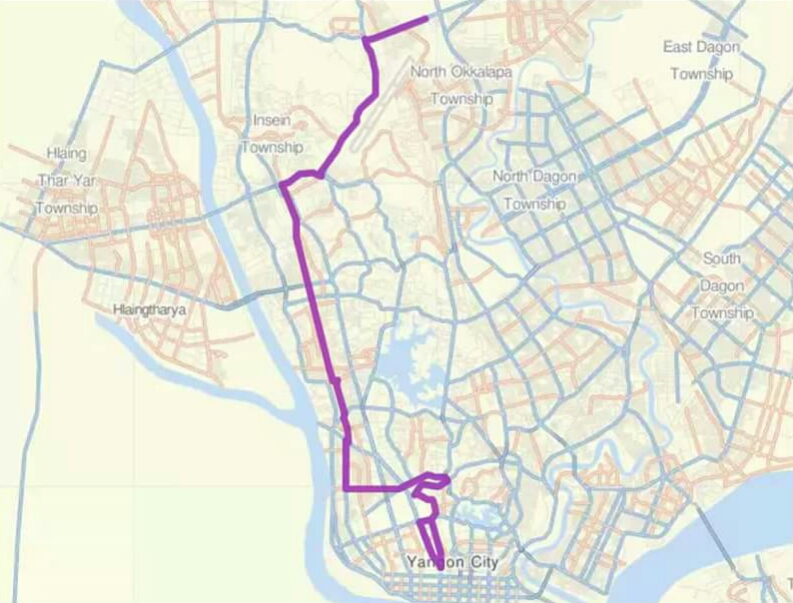 East Dagon
Township
North Okkalapa
Township
Insein
Township
Hlaing
Thar Yar
Township
North Dagon
Township
South
Dagon
Township
Hlaingtharya
Yangon City